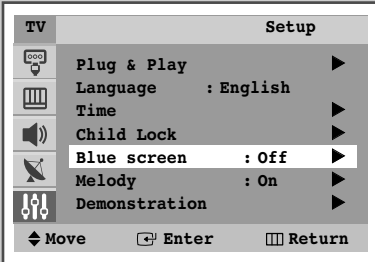 TV Setup
Plug & Play
Language : English
Time
Child Lock
Blue screen : Off
Melody : On
Demonstration
Move Enter Return